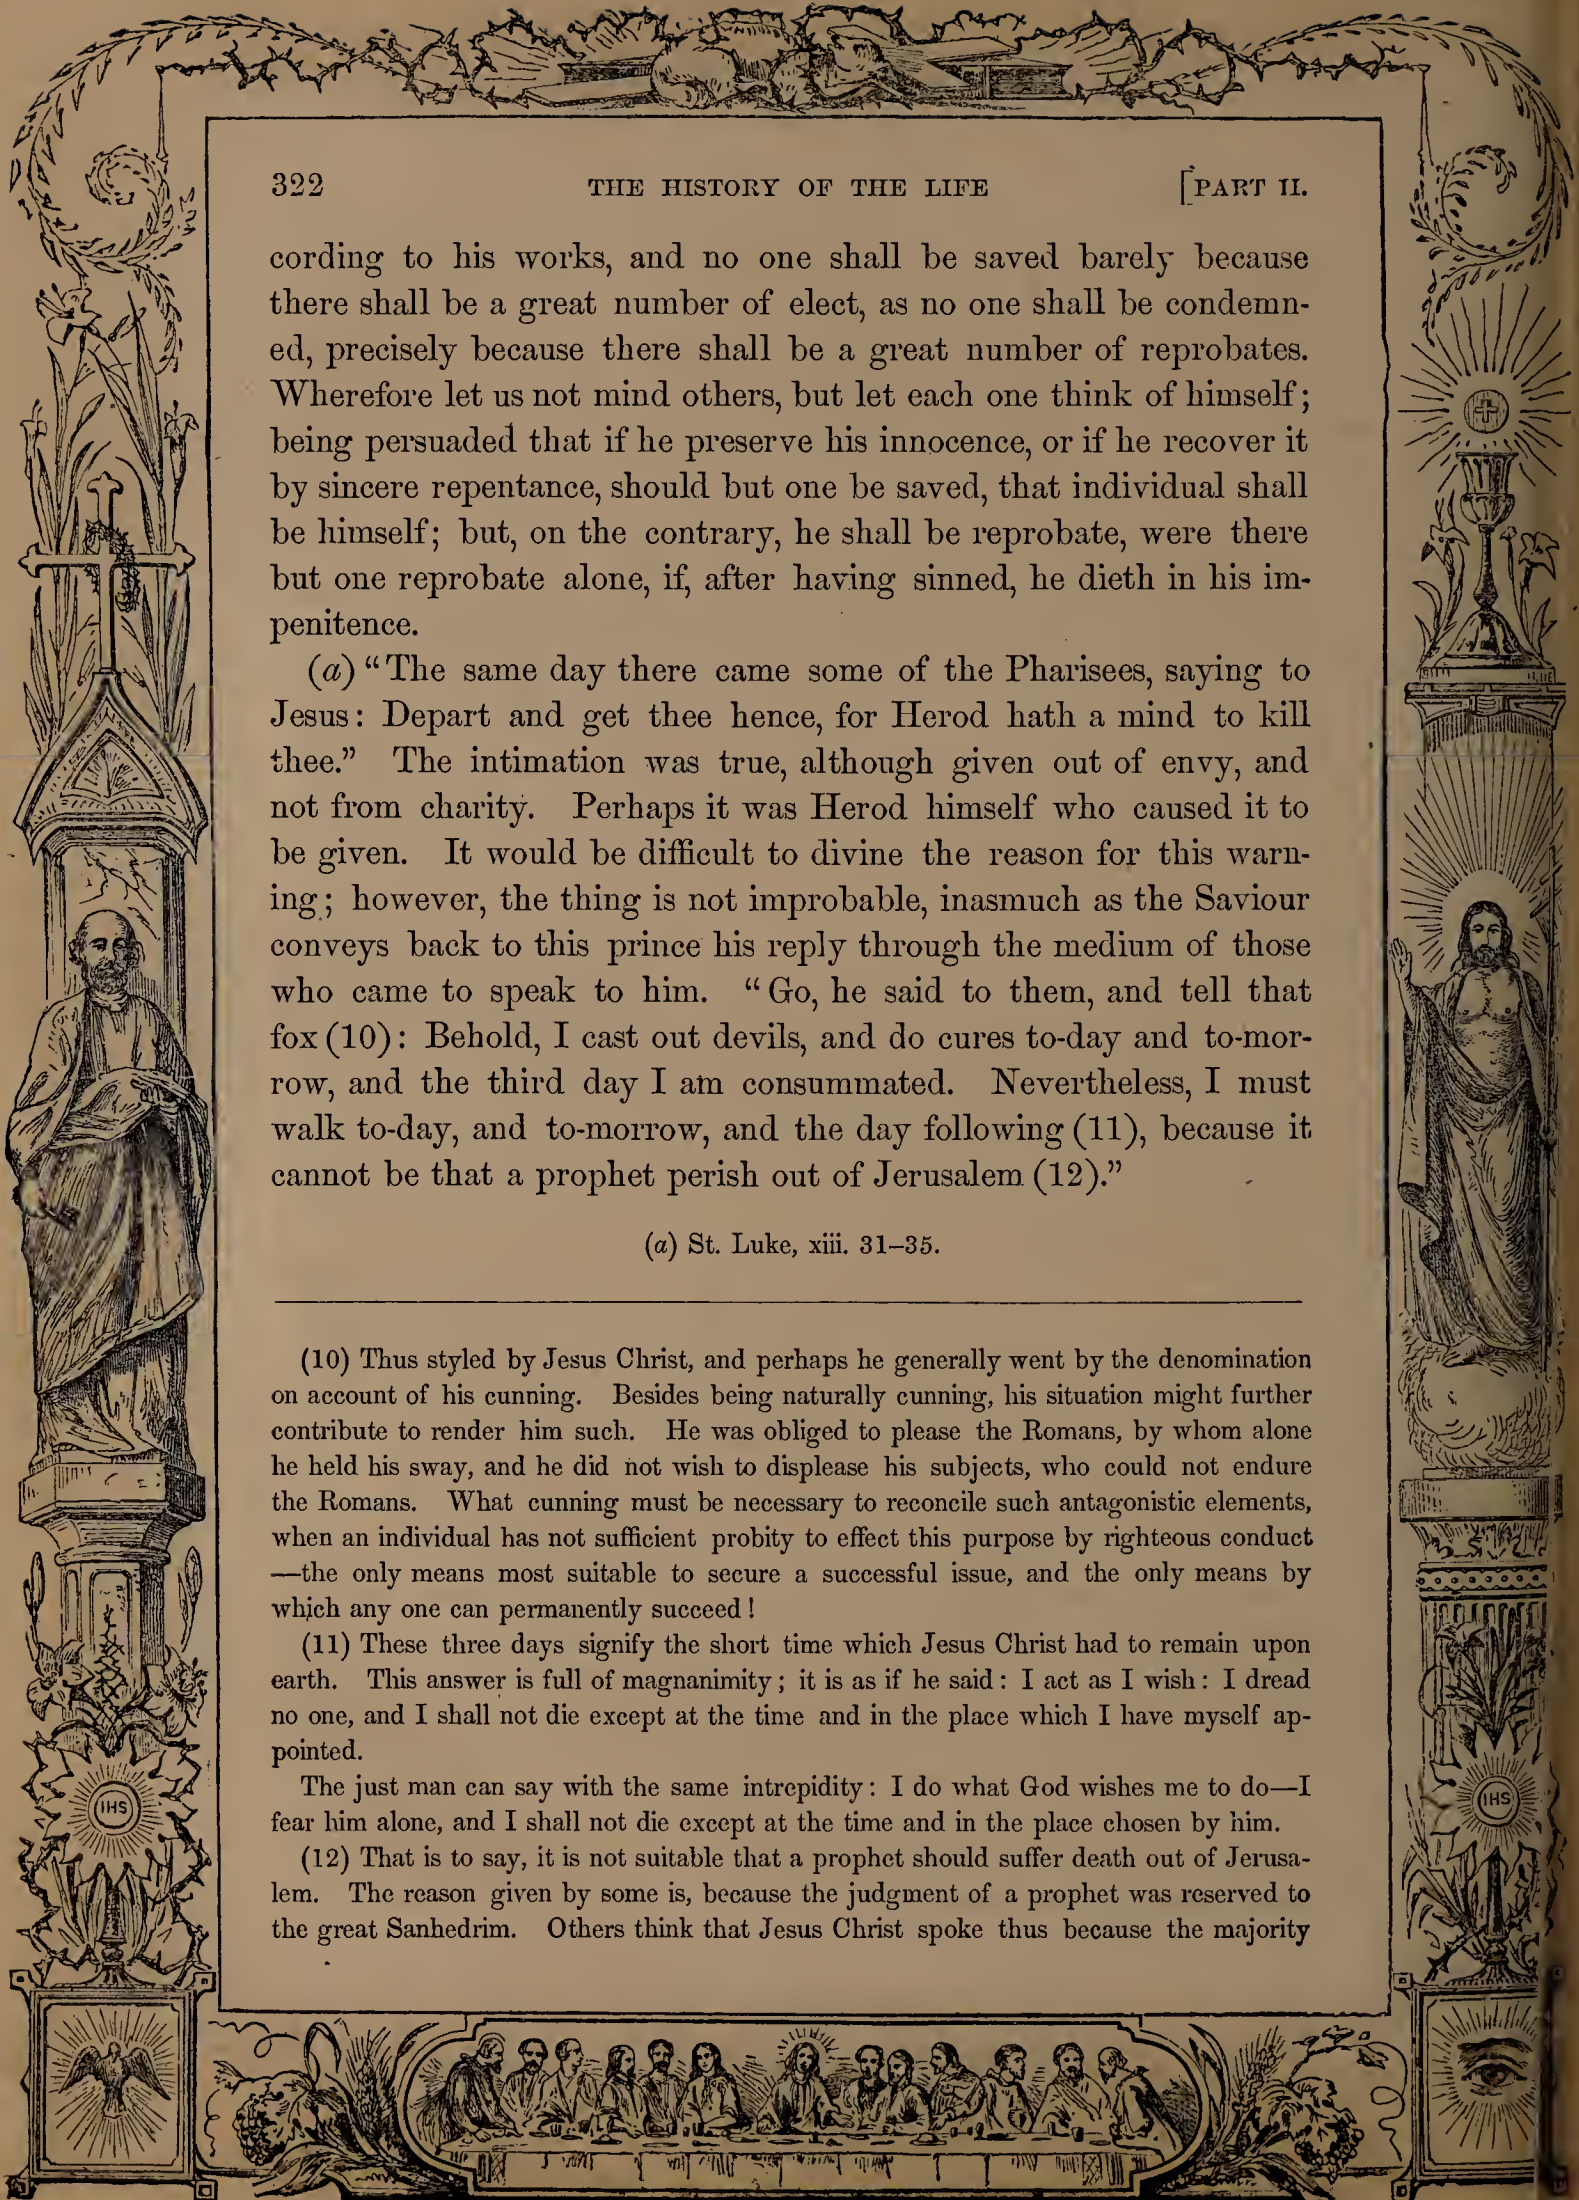 322 THE HISTORY OF THE LIFE [PART II.
cording to his works, and no one shall be saved barely because
there shall be a great number of elect, as no one shall be condemn-
ed, precisely because there shall be a great number of reprobates.
Wherefore let us not mind others, but let each one think of himself;
being persuaded that if he preserve his innocence, or if he recover it
by sincere repentance, should but one be saved, that individual shall
be himself; but, on the contrary, he shall be reprobate, were there
but one reprobate alone, if, after having sinned, he dieth in his im-
penitence.
(a) “The same day there came some of the Pharisees, saying to
Jesus: Depart and get thee hence, for Herod hath a mind to kill
thee.” The intimation was true, although given out of envy, and
not from charity. Perhaps it was Herod himself who caused it to
be given. It would be difficult to divine the reason for this warn-
ing; however, the thing is not improbable, inasmuch as the Saviour
conveys back to this prince his reply through the medium of those
who came to speak to him. “Go, he said to them, and tell that
fox (10): Behold, I cast out devils, and do cures to-day and to-mor-
row, and the third day I am consummated. Nevertheless, I must
walk to-day, and to-morrow, and the day following (11), because it
cannot be that a prophet perish out of Jerusalem (12).”
(a) St. Luke, xiii. 31–35.
(10) Thus styled by Jesus Christ, and perhaps he generally went by the denomination
on account of his cunning. Besides being naturally cunning, his situation might further
contribute to render him such. He was obliged to please the Romans, by whom alone
he held his sway, and he did not wish to displease his subjects, who could not endure
the Romans. What cunning must be necessary to reconcile such antagonistic elements,
when an individual has not sufficient probity to effect this purpose by righteous conduct
—the only means most suitable to secure a successful issue, and the only means by
which any one can permanently succeed!
(11) These three days signify the short time which Jesus Christ had to remain upon
earth. This answer is full of magnanimity; it is as if he said: I act as I wish: I dread
no one, and I shall not die except at the time and in the place which I have myself ap-
pointed.
The just man can say with the same intrepidity: I do what God wishes me to do—I
fear him alone, and I shall not die except at the time and in the place chosen by him.
(12) That is to say, it is not suitable that a prophet should suffer death out of Jerusa-
lem. The reason given by some is, because the judgment of a prophet was reserved to
the great Sanhedrim. Others think that Jesus Christ spoke thus because the majority
IHS
IHS